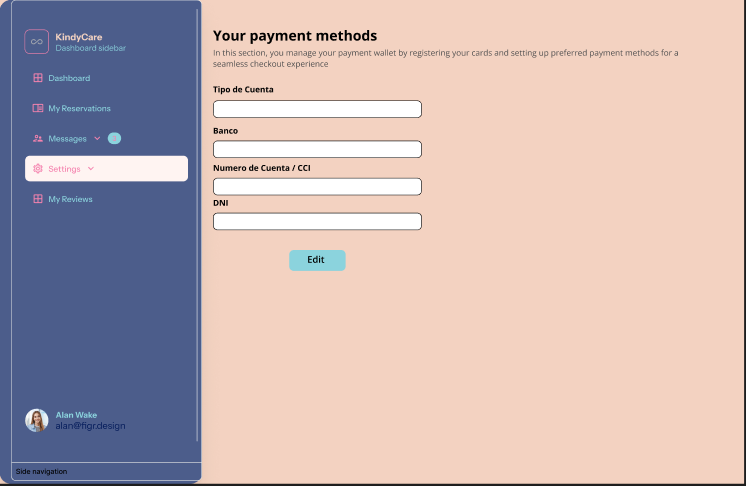 KindyCare
Dashboard sidebar
Dashboard
My Reservations
Messages
Settings
My Reviews
Alan Wake
alan@figr.design
Side navigation
Your payment methods
In this section, you manage your payment wallet by registering your cards and setting up preferred payment methods for a
seamless checkout experience
Tipo de Cuenta
Banco
Numero de Cuenta / CCI
DNI
Edit